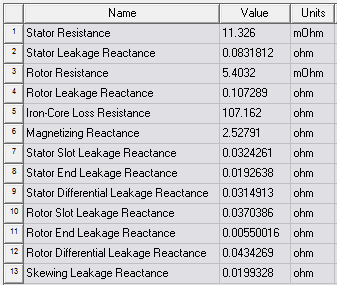 Name Value Units
1 Stator Resistance 11.326 mOhm
2 Stator Leakage Reactance 0.0831812 ohm
3 Rotor Resistance 5.4032 mOhm
4 Rotor Leakage Reactance 0.107289 ohm
5 Iron-Core Loss Resistance 107.162 ohm
6 Magnetizing Reactance 2.52791 ohm
7 Stator Slot Leakage Reactance 0.0324261 ohm
8 Stator End Leakage Reactance 0.0192638 ohm
9 Stator Differential Leakage Reactance 0.0314913 ohm
10 Rotor Slot Leakage Reactance 0.0370386 ohm
11 Rotor End Leakage Reactance 0.00550016 ohm
12 Rotor Differential Leakage Reactance 0.0434269 ohm
13 Skewing Leakage Reactance 0.0199328 ohm